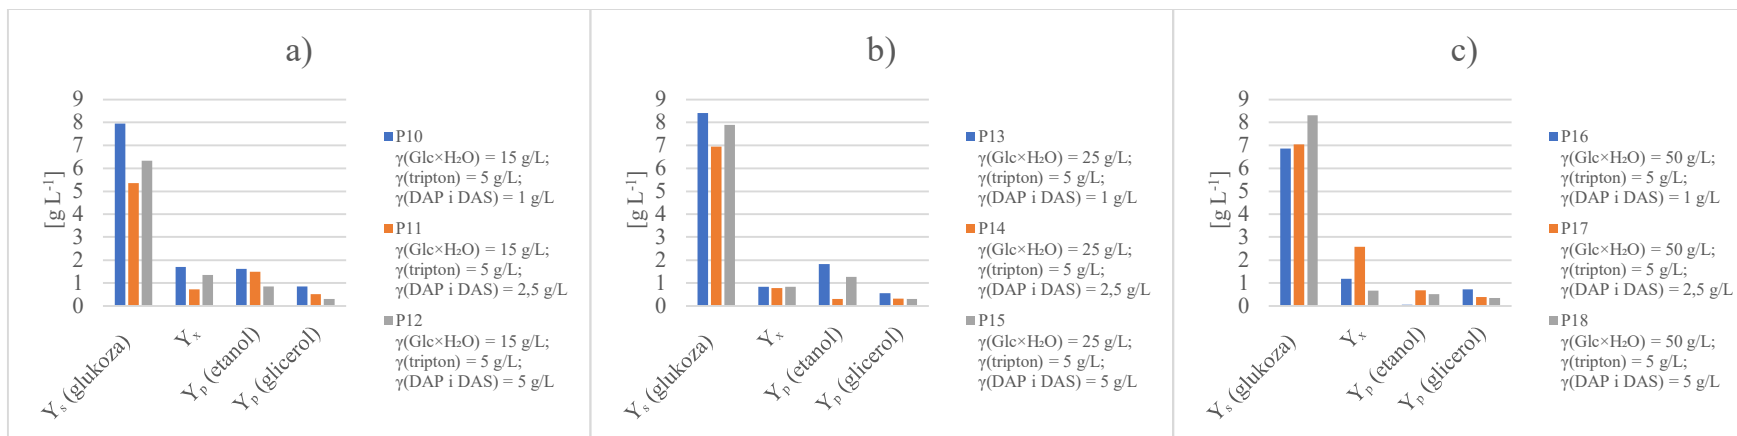 a)
[g L⁻¹]
9
8
7
6
5
4
3
2
1
0
Yₛ (glukoza)
Yₓ
Yₚ (etanol)
Yₚ (glicerol)
P10
γ(Glc×H₂O) = 15 g/L;
γ(tripton) = 5 g/L;
γ(DAP i DAS) = 1 g/L
P11
γ(Glc×H₂O) = 15 g/L;
γ(tripton) = 5 g/L;
γ(DAP i DAS) = 2,5 g/L
P12
γ(Glc×H₂O) = 15 g/L;
γ(tripton) = 5 g/L;
γ(DAP i DAS) = 5 g/L
b)
[g L⁻¹]
9
8
7
6
5
4
3
2
1
0
Yₛ (glukoza)
Yₓ
Yₚ (etanol)
Yₚ (glicerol)
P13
γ(Glc×H₂O) = 25 g/L;
γ(tripton) = 5 g/L;
γ(DAP i DAS) = 1 g/L
P14
γ(Glc×H₂O) = 25 g/L;
γ(tripton) = 5 g/L;
γ(DAP i DAS) = 2,5 g/L
P15
γ(Glc×H₂O) = 25 g/L;
γ(tripton) = 5 g/L;
γ(DAP i DAS) = 5 g/L
c)
[g L⁻¹]
9
8
7
6
5
4
3
2
1
0
Yₛ (glukoza)
Yₓ
Yₚ (etanol)
Yₚ (glicerol)
P16
γ(Glc×H₂O) = 50 g/L;
γ(tripton) = 5 g/L;
γ(DAP i DAS) = 1 g/L
P17
γ(Glc×H₂O) = 50 g/L;
γ(tripton) = 5 g/L;
γ(DAP i DAS) = 2,5 g/L
P18
γ(Glc×H₂O) = 50 g/L;
γ(tripton) = 5 g/L;
γ(DAP i DAS) = 5 g/L